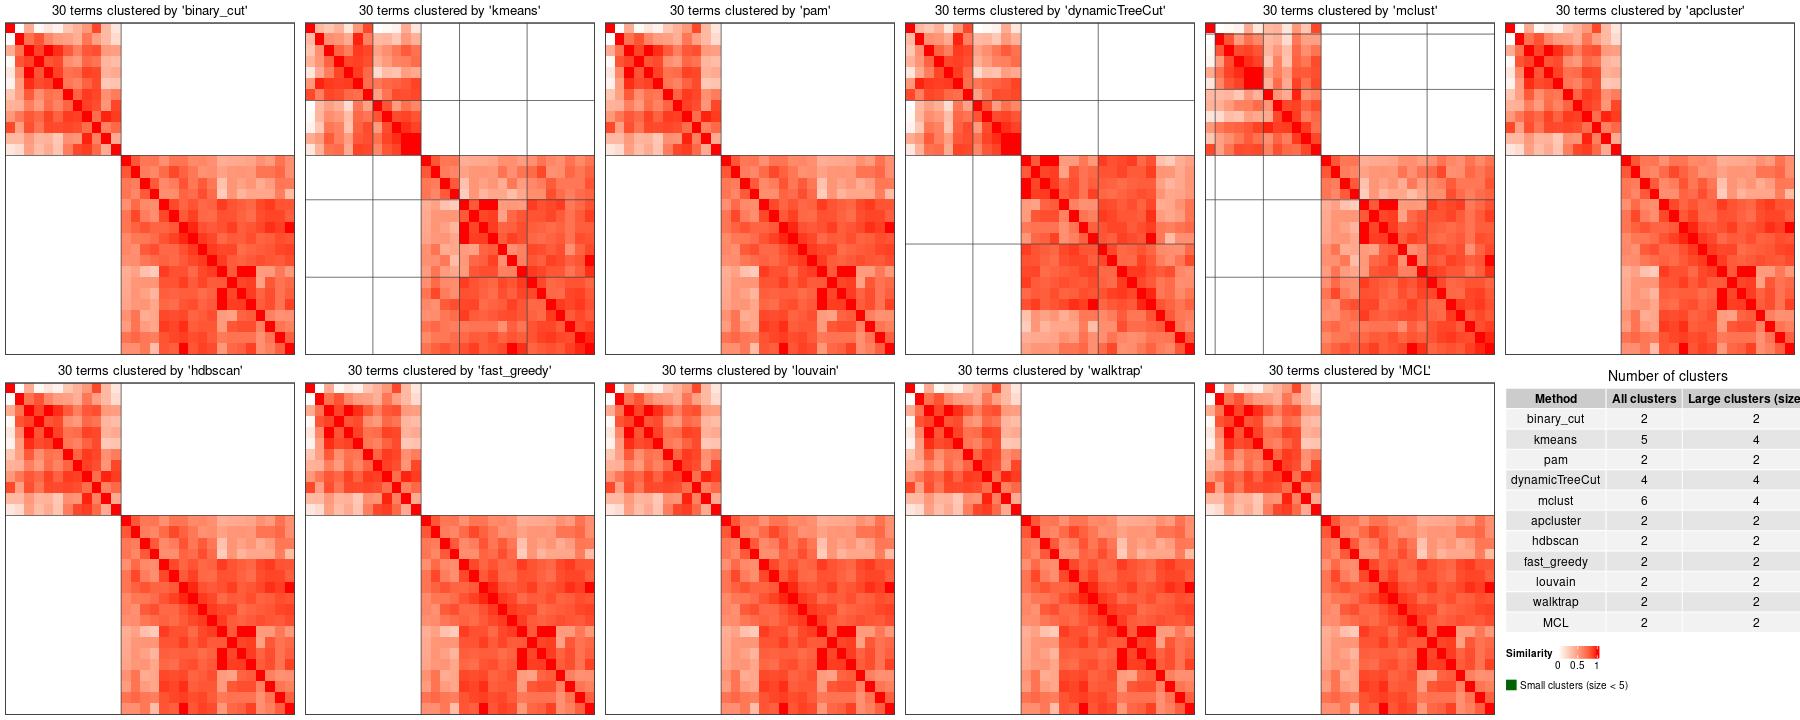 30 terms clustered by 'binary_cut'
30 terms clustered by 'kmeans'
30 terms clustered by 'pam'
30 terms clustered by 'dynamicTreeCut'
30 terms clustered by 'mclust'
30 terms clustered by 'apcluster'
30 terms clustered by 'hdbscan'
30 terms clustered by 'fast_greedy'
30 terms clustered by 'louvain'
30 terms clustered by 'walktrap'
30 terms clustered by 'MCL'
Number of clusters
Method All clusters Large clusters (size
binary_cut 2 2
kmeans 5 4
pam 2 2
dynamicTreeCut 4 4
mclust 6 4
apcluster 2 2
hdbscan 2 2
fast_greedy 2 2
louvain 2 2
walktrap 2 2
MCL 2 2
Similarity
0 0.5 1
Small clusters (size < 5)